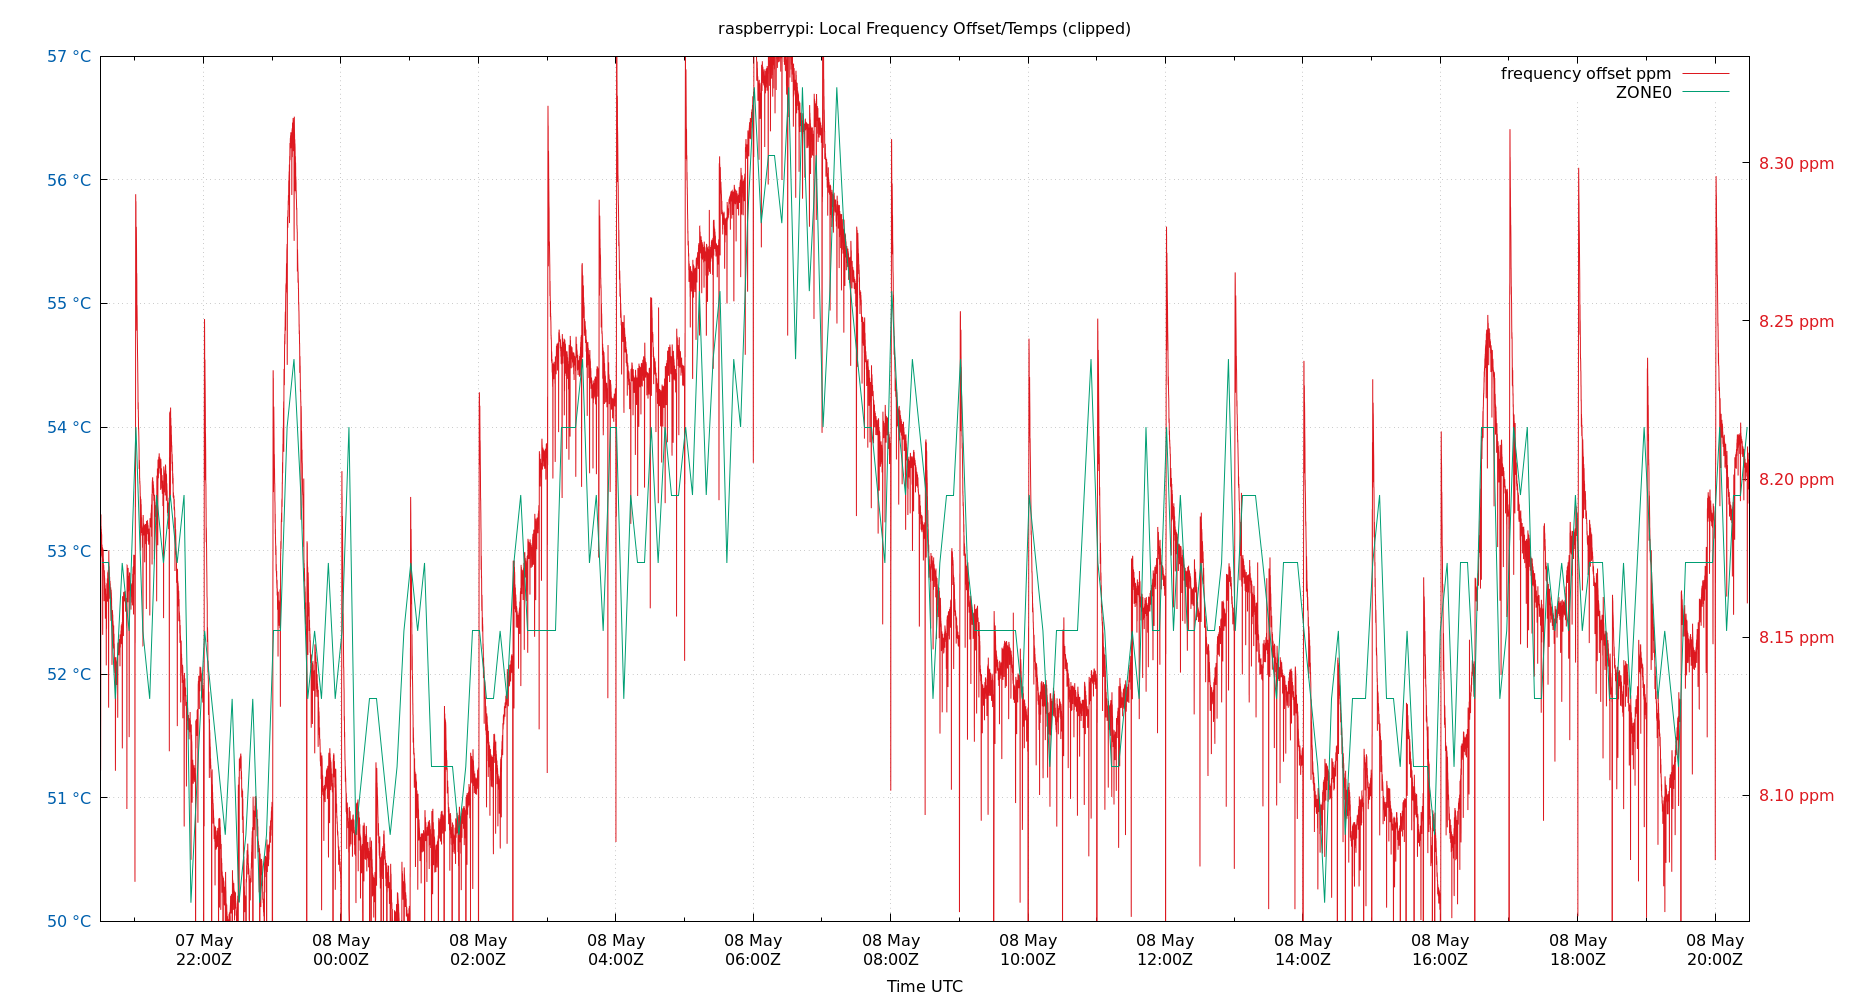 raspberrypi: Local Frequency Offset/Temps (clipped)
57 °C
56 °C
55 °C
54 °C
53 °C
52 °C
51 °C
50 °C
frequency offset ppm
ZONE0
8.30 ppm
8.25 ppm
8.20 ppm
8.15 ppm
8.10 ppm
07 May 22:00Z
08 May 00:00Z
08 May 02:00Z
08 May 04:00Z
08 May 06:00Z
08 May 08:00Z
08 May 10:00Z
08 May 12:00Z
08 May 14:00Z
08 May 16:00Z
08 May 18:00Z
08 May 20:00Z
Time UTC